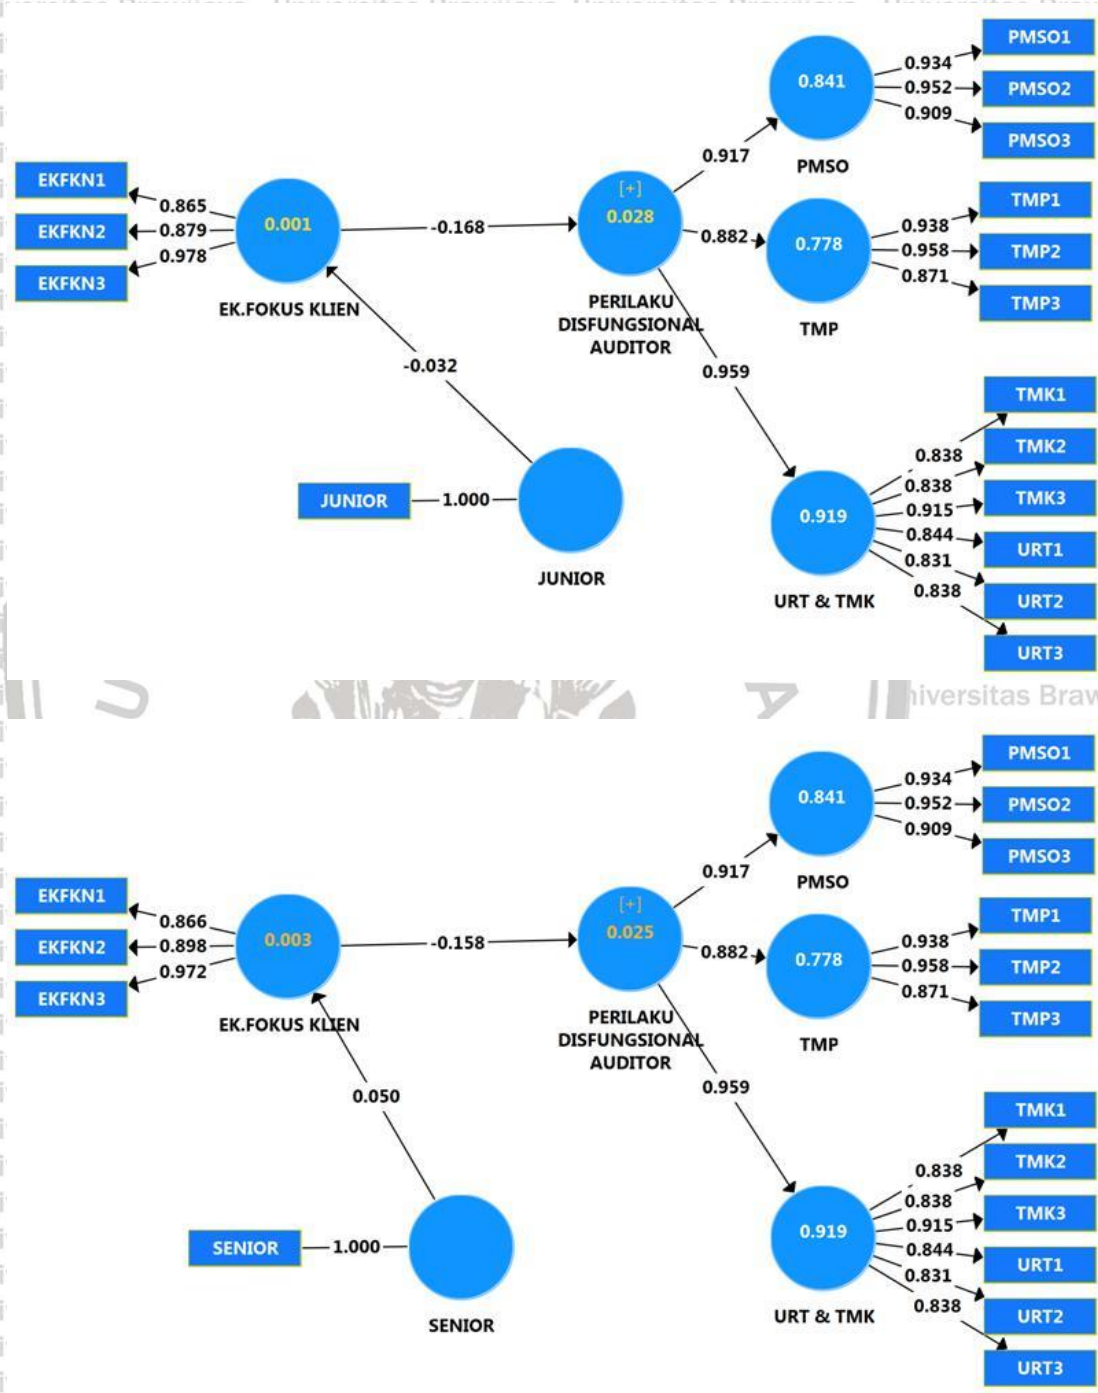 PMSO1
0.934
0.841
0.952
PMSO2
0.909
PMSO3
0.917
PMSO
EKFKN1
0.865
EKFKN2
0.879
0.978
EKFKN3
0.001
EK.FOKUS KLIEN
-0.168
[+]
0.028
PERILAKU
DISFUNGSIONAL
AUDITOR
0.882
0.778
TMP
0.938
TMP1
0.958
TMP2
0.871
TMP3
-0.032
0.959
JUNIOR
1.000
JUNIOR
0.919
URT & TMK
0.838
TMK1
0.838
TMK2
0.915
TMK3
0.844
URT1
0.831
URT2
0.838
URT3
PMSO1
0.934
0.841
0.952
PMSO2
0.909
PMSO3
0.917
PMSO
EKFKN1
0.866
EKFKN2
0.898
0.972
EKFKN3
0.003
EK.FOKUS KLIEN
-0.158
[+]
0.025
PERILAKU
DISFUNGSIONAL
AUDITOR
0.882
0.778
TMP
0.938
TMP1
0.958
TMP2
0.871
TMP3
0.050
0.959
SENIOR
1.000
SENIOR
0.919
URT & TMK
0.838
TMK1
0.838
TMK2
0.915
TMK3
0.844
URT1
0.831
URT2
0.838
URT3